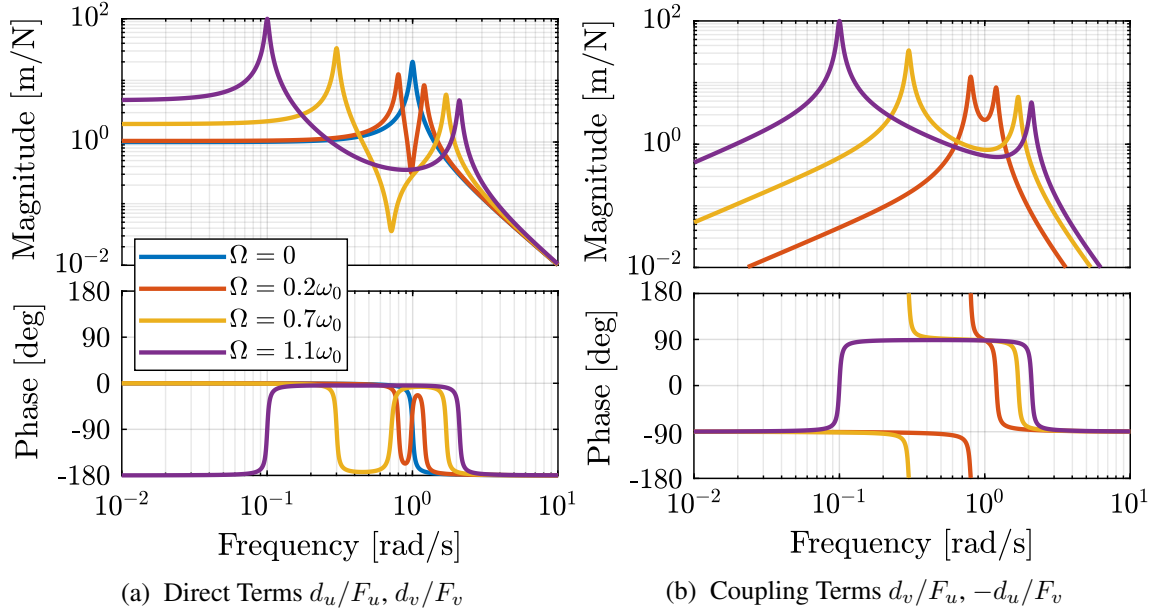 Magnitude [m/N]
10^2
10^0
10^{-2}
Ω = 0
Ω = 0.2ω_0
Ω = 0.7ω_0
Ω = 1.1ω_0
Phase [deg]
180
90
0
-90
-180
10^{-2} 10^{-1} 10^0 10^1
Frequency [rad/s]
(a) Direct Terms d_u/F_u, d_v/F_v
Magnitude [m/N]
10^2
10^0
10^{-2}
Phase [deg]
180
90
0
-90
-180
10^{-2} 10^{-1} 10^0 10^1
Frequency [rad/s]
(b) Coupling Terms d_v/F_u, −d_u/F_v